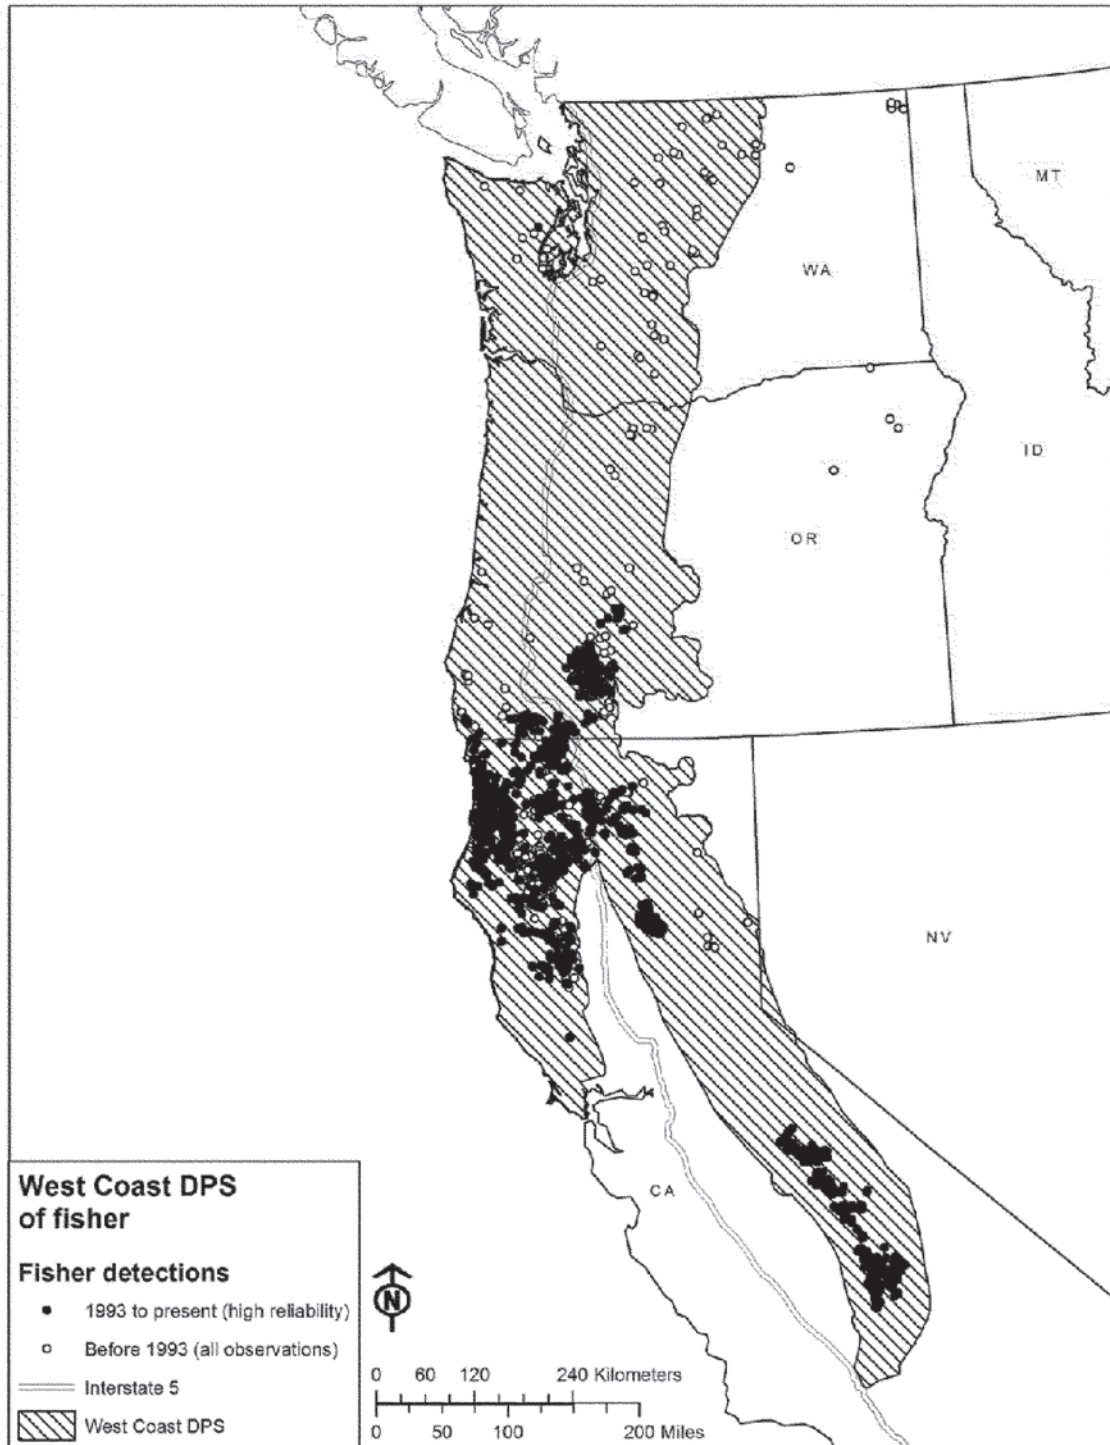 MT
WA
ID
OR
NV
CA
West Coast DPS
of fisher
Fisher detections
1993 to present (high reliability)
Before 1993 (all observations)
Interstate 5
West Coast DPS
N
0 60 120 240 Kilometers
0 50 100 200 Miles